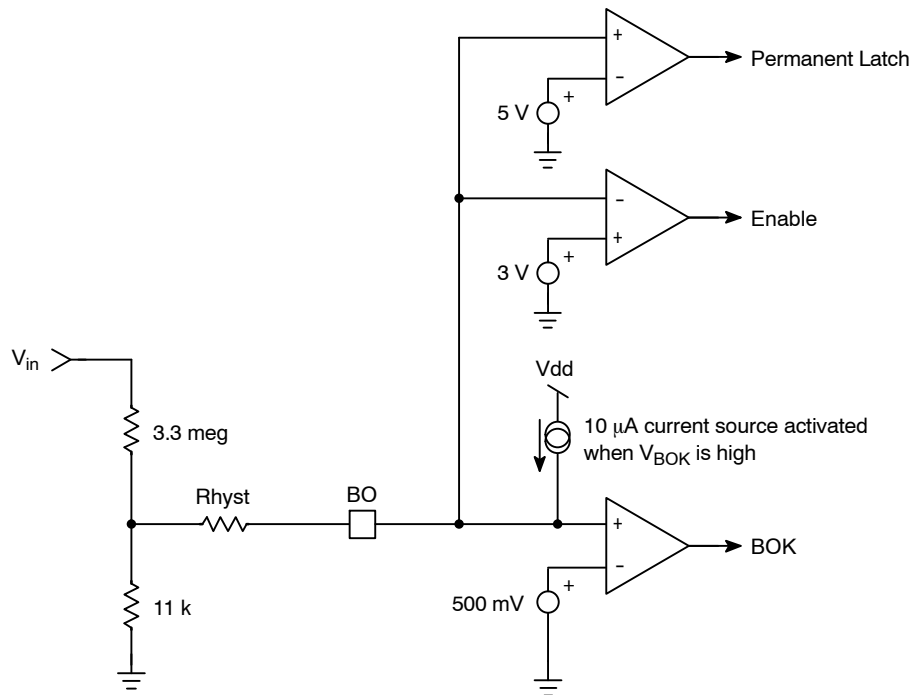 +
Permanent Latch
−
+
5 V
−
Enable
+
+
3 V
Vin
Vdd
3.3 meg
10 μA current source activated
when VBOK is high
Rhyst
BO
+
BOK
−
+
500 mV
11 k